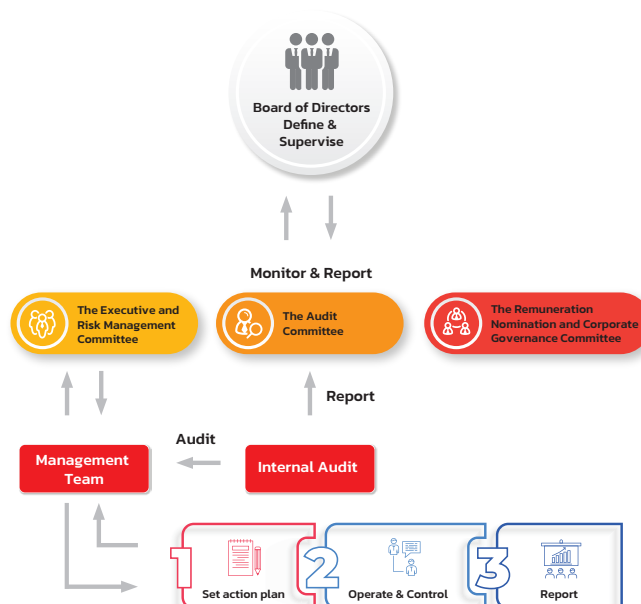 Board of Directors
Define &
Supervise
Monitor & Report
The Executive and
Risk Management
Committee
The Audit
Committee
The Remuneration
Nomination and Corporate
Governance Committee
Report
Audit
Management
Team
Internal Audit
1
Set action plan
2
Operate & Control
3
Report